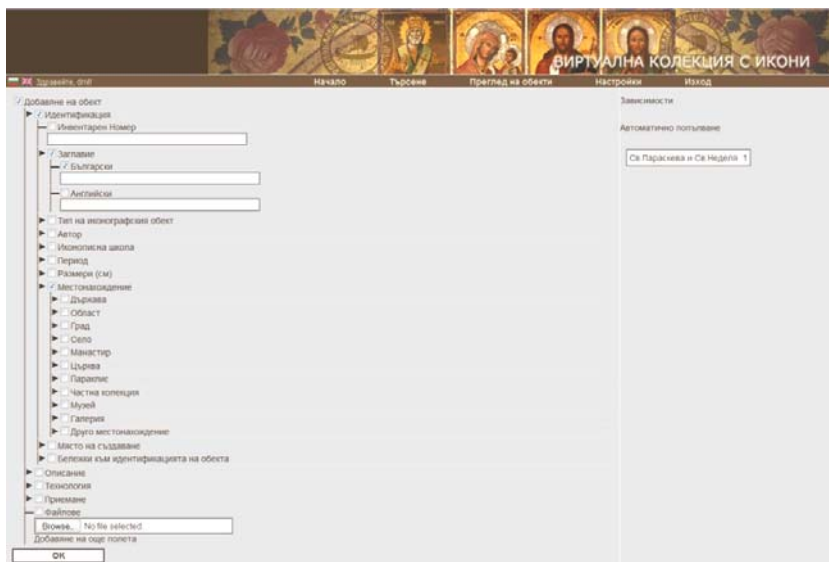 ВИРТУАЛНА КОЛЕКЦИЯ С ИКОНИ
Здравейте,
Начало Търсене Преглед на обекти Настройки Изход
Добавяне на обект
Идентификация
Инвентарен Номер
Заглавие
Български
Английски
Тип на иконографския обект
Автор
Иконописна школа
Период
Размери (см)
Местонахождение
Държава
Област
Град
Село
Манастир
Църква
Параклис
Частна колекция
Музей
Галерия
Друго местонахождение
Място на създаване
Бележки към идентификацията на обекта
Описание
Технология
Приемане
Файлове
Browse.. No file selected.
Добавяне на още полета
OK
Зависимости
Автоматично попълване
Св Параскева и Св Неделя 1